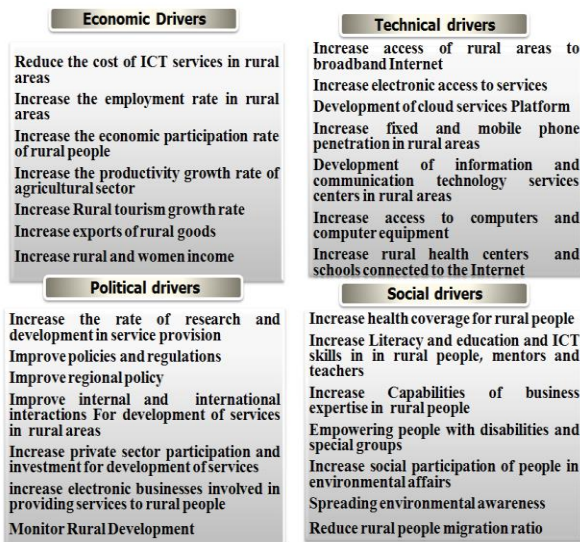 Economic Drivers
Reduce the cost of ICT services in rural
areas
Increase the employment rate in rural
areas
Increase the economic participation rate
of rural people
Increase the productivity growth rate of
agricultural sector
Increase Rural tourism growth rate
Increase exports of rural goods
Increase rural and women income
Technical drivers
Increase access of rural areas to
broadband Internet
Increase electronic access to services
Development of cloud services Platform
Increase fixed and mobile phone
penetration in rural areas
Development of information and
communication technology services
centers in rural areas
Increase access to computers and
computer equipment
Increase rural health centers and
schools connected to the Internet
Political drivers
Increase the rate of research and
development in service provision
Improve policies and regulations
Improve regional policy
Improve internal and international
interactions For development of services
in rural areas
Increase private sector participation and
investment for development of services
increase electronic businesses involved in
providing services to rural people
Monitor Rural Development
Social drivers
Increase health coverage for rural people
Increase Literacy and education and ICT
skills in in rural people, mentors and
teachers
Increase Capabilities of business
expertise in rural people
Empowering people with disabilities and
special groups
Increase social participation of people in
environmental affairs
Spreading environmental awareness
Reduce rural people migration ratio